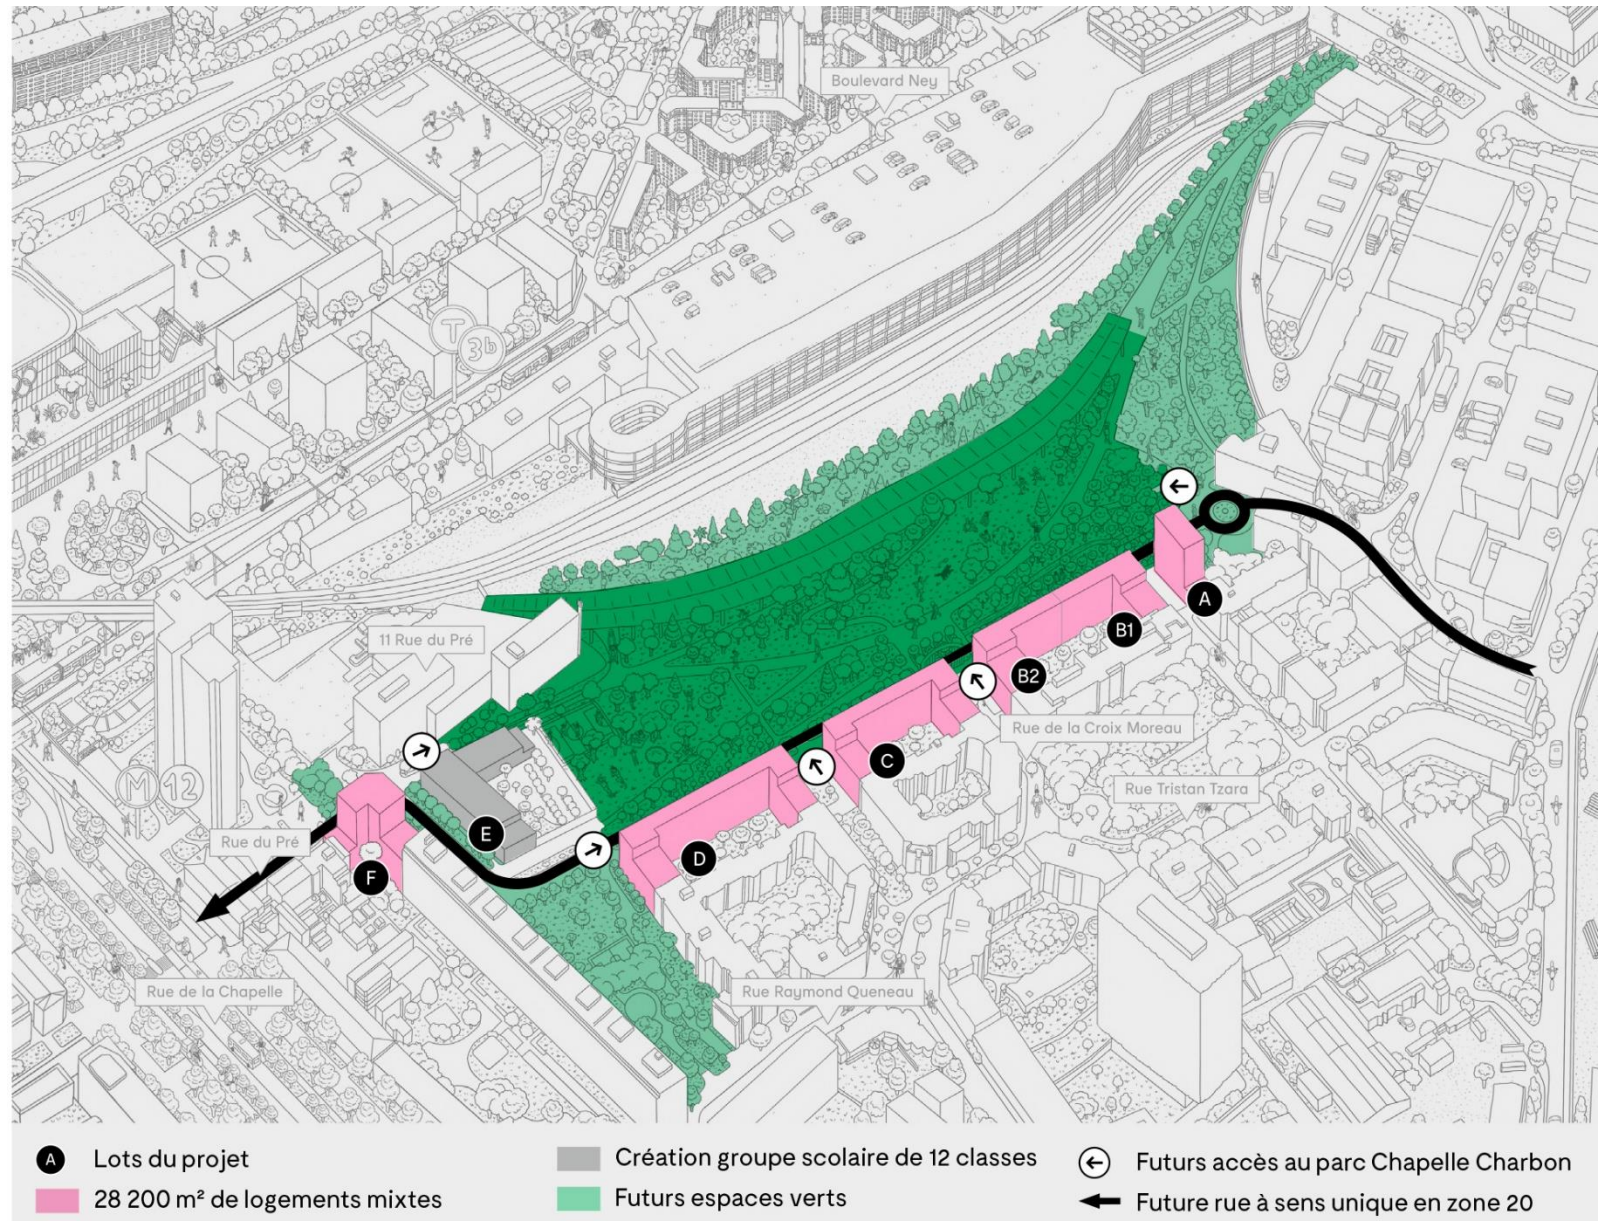 Boulevard Ney
T
3b
11 Rue du Pré
A
B1
B2
Rue de la Croix Moreau
C
M 12
Rue Tristan Tzara
Rue du Pré
E
D
F
Rue de la Chapelle
Rue Raymond Queneau
A Lots du projet
28 200 m² de logements mixtes
Création groupe scolaire de 12 classes
Futurs espaces verts
Futurs accès au parc Chapelle Charbon
Future rue à sens unique en zone 20